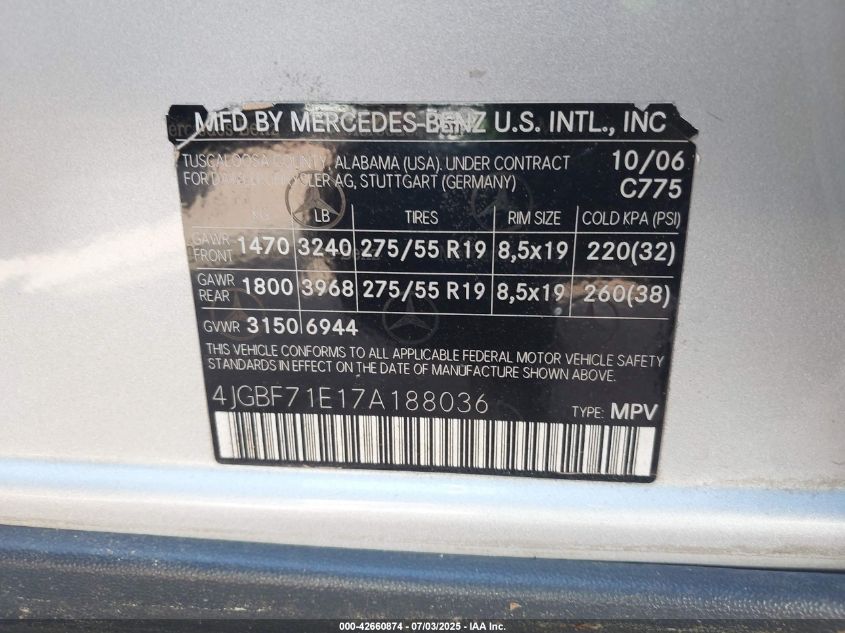 MFD BY MERCEDES-BENZ U.S. INTL., INC
TUSCALOOSA COUNTY, ALABAMA (USA). UNDER CONTRACT 10/06
FOR DAIMLERCHRYSLER AG, STUTTGART (GERMANY) C775
KG LB TIRES RIM SIZE COLD KPA (PSI)
GAWR FRONT 1470 3240 275/55 R19 8,5x19 220(32)
GAWR REAR 1800 3968 275/55 R19 8,5x19 260(38)
GVWR 3150 6944
THIS VEHICLE CONFORMS TO ALL APPLICABLE FEDERAL MOTOR VEHICLE SAFETY
STANDARDS IN EFFECT ON THE DATE OF MANUFACTURE SHOWN ABOVE.
4JGBF71E17A188036 TYPE: MPV
000-42660874 - 07/03/2025 - IAA Inc.